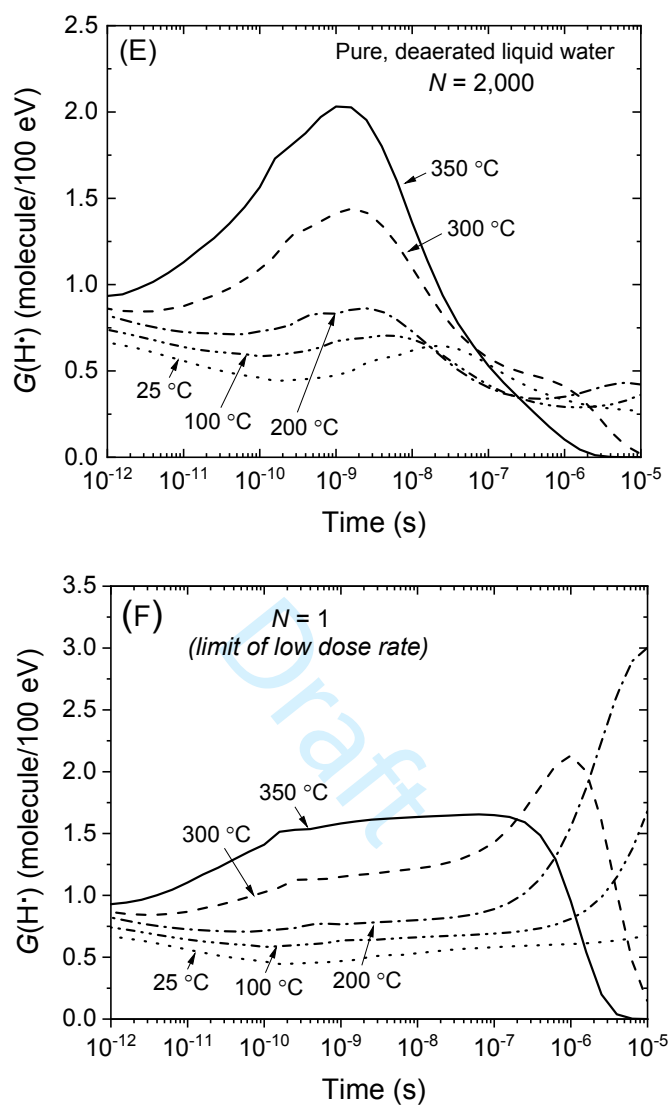 (E)
Pure, deaerated liquid water
N = 2,000
2.5
2.0
1.5
1.0
0.5
0.0
G(H•) (molecule/100 eV)
350 °C
300 °C
25 °C
100 °C
200 °C
10⁻¹² 10⁻¹¹ 10⁻¹⁰ 10⁻⁹ 10⁻⁸ 10⁻⁷ 10⁻⁶ 10⁻⁵
Time (s)
(F)
N = 1
(limit of low dose rate)
3.5
3.0
2.5
2.0
1.5
1.0
0.5
0.0
G(H•) (molecule/100 eV)
Draft
350 °C
300 °C
25 °C
100 °C
200 °C
10⁻¹² 10⁻¹¹ 10⁻¹⁰ 10⁻⁹ 10⁻⁸ 10⁻⁷ 10⁻⁶ 10⁻⁵
Time (s)